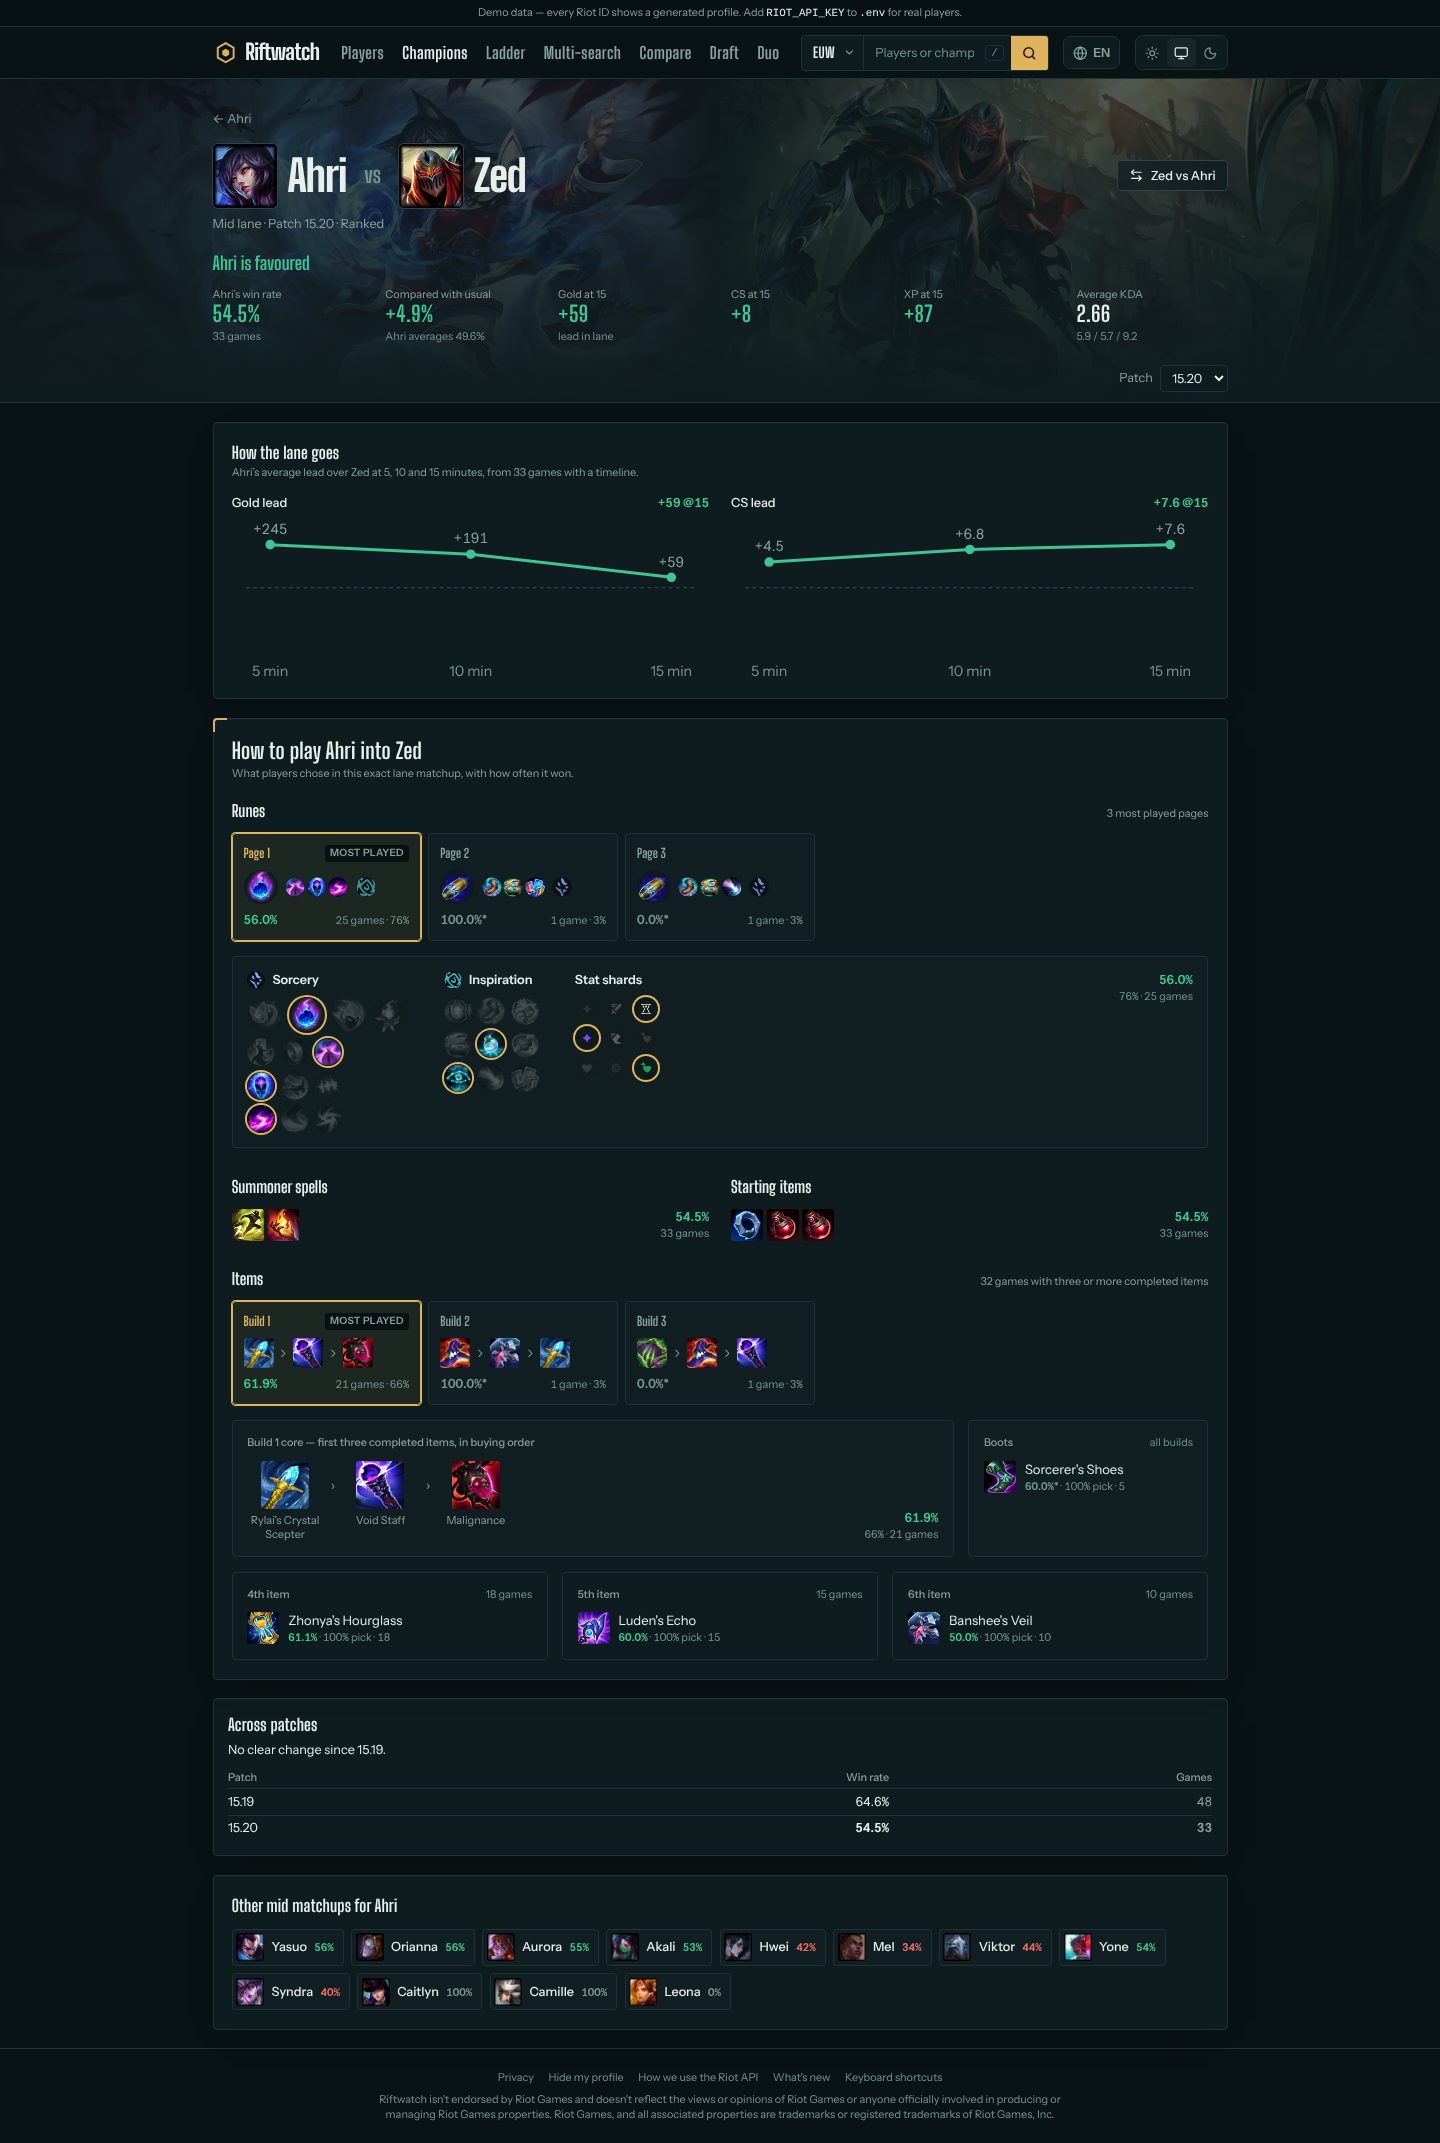 Demo data — every Riot ID shows a generated profile. Add RIOT_API_KEY to .env for real players.
Riftwatch Players Champions Ladder Multi-search Compare Draft Duo EUW Players or champ / EN
← Ahri
Ahri vs Zed
Zed vs Ahri
Mid lane · Patch 15.20 · Ranked
Ahri is favoured
Ahri's win rate Compared with usual Gold at 15 CS at 15 XP at 15 Average KDA
54.5% +4.9% +59 +8 +87 2.66
33 games Ahri averages 49.6% lead in lane 5.9 / 5.7 / 9.2
Patch 15.20
How the lane goes
Ahri's average lead over Zed at 5, 10 and 15 minutes, from 33 games with a timeline.
Gold lead +59 @15 CS lead +7.6 @15
+245 +191 +59 +4.5 +6.8 +7.6
5 min 10 min 15 min 5 min 10 min 15 min
How to play Ahri into Zed
What players chose in this exact lane matchup, with how often it won.
Runes 3 most played pages
Page 1 MOST PLAYED Page 2 Page 3
56.0% 25 games · 76% 100.0%* 1 game · 3% 0.0%* 1 game · 3%
Sorcery Inspiration Stat shards 56.0%
76% · 25 games
Summoner spells Starting items
54.5% 54.5%
33 games 33 games
Items 32 games with three or more completed items
Build 1 MOST PLAYED Build 2 Build 3
61.9% 21 games · 66% 100.0%* 1 game · 3% 0.0%* 1 game · 3%
Build 1 core — first three completed items, in buying order
Rylai's Crystal Scepter Void Staff Malignance
61.9%
66% · 21 games
Boots all builds
Sorcerer's Shoes
60.0%* · 100% pick · 5
4th item 18 games 5th item 15 games 6th item 10 games
Zhonya's Hourglass Luden's Echo Banshee's Veil
61.1% · 100% pick · 18 60.0% · 100% pick · 15 50.0% · 100% pick · 10
Across patches
No clear change since 15.19.
Patch Win rate Games
15.19 64.6% 48
15.20 54.5% 33
Other mid matchups for Ahri
Yasuo 56% Orianna 56% Aurora 55% Akali 53% Hwei 42% Mel 34% Viktor 44% Yone 54%
Syndra 40% Caitlyn 100% Camille 100% Leona 0%
Privacy Hide my profile How we use the Riot API What's new Keyboard shortcuts
Riftwatch isn't endorsed by Riot Games and doesn't reflect the views or opinions of Riot Games or anyone officially involved in producing or
managing Riot Games properties. Riot Games, and all associated properties are trademarks or registered trademarks of Riot Games, Inc.